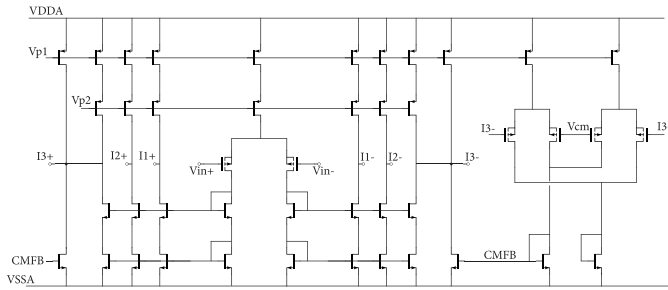 VDDA
Vp1
Vp2
I3-
Vcm
I3
I3+
I2+
I1+
Vin+
Vin-
I1-
I2-
I3-
CMFB
CMFB
VSSA